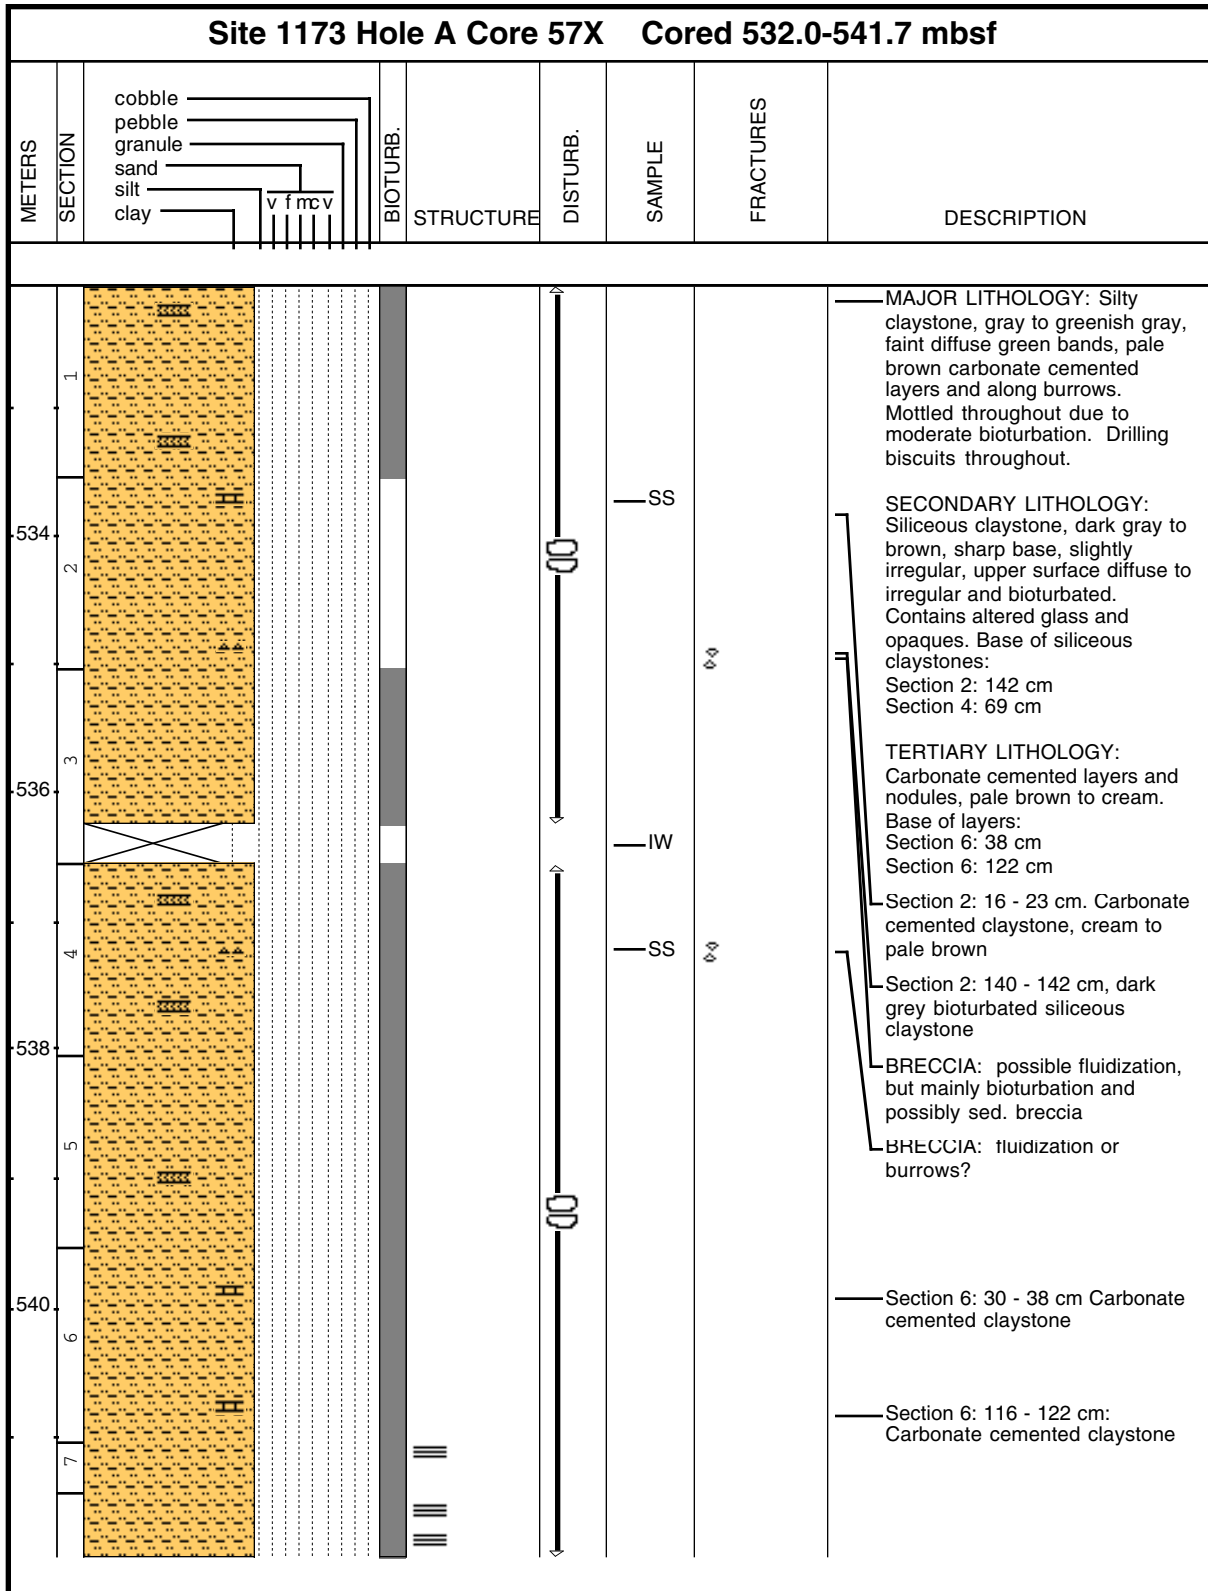 Site 1173 Hole A Core 57X Cored 532.0-541.7 mbsf
METERS
SECTION
cobble
pebble
granule
sand
silt
clay
v f m c v
BIOTURB.
STRUCTURE
DISTURB.
SAMPLE
FRACTURES
DESCRIPTION
1
2
3
4
5
6
7
534
536
538
540
SS
IW
SS
MAJOR LITHOLOGY: Silty
claystone, gray to greenish gray,
faint diffuse green bands, pale
brown carbonate cemented
layers and along burrows.
Mottled throughout due to
moderate bioturbation. Drilling
biscuits throughout.
SECONDARY LITHOLOGY:
Siliceous claystone, dark gray to
brown, sharp base, slightly
irregular, upper surface diffuse to
irregular and bioturbated.
Contains altered glass and
opaques. Base of siliceous
claystones:
Section 2: 142 cm
Section 4: 69 cm
TERTIARY LITHOLOGY:
Carbonate cemented layers and
nodules, pale brown to cream.
Base of layers:
Section 6: 38 cm
Section 6: 122 cm
Section 2: 16 - 23 cm. Carbonate
cemented claystone, cream to
pale brown
Section 2: 140 - 142 cm, dark
grey bioturbated siliceous
claystone
BRECCIA: possible fluidization,
but mainly bioturbation and
possibly sed. breccia
BRECCIA: fluidization or
burrows?
Section 6: 30 - 38 cm Carbonate
cemented claystone
Section 6: 116 - 122 cm:
Carbonate cemented claystone